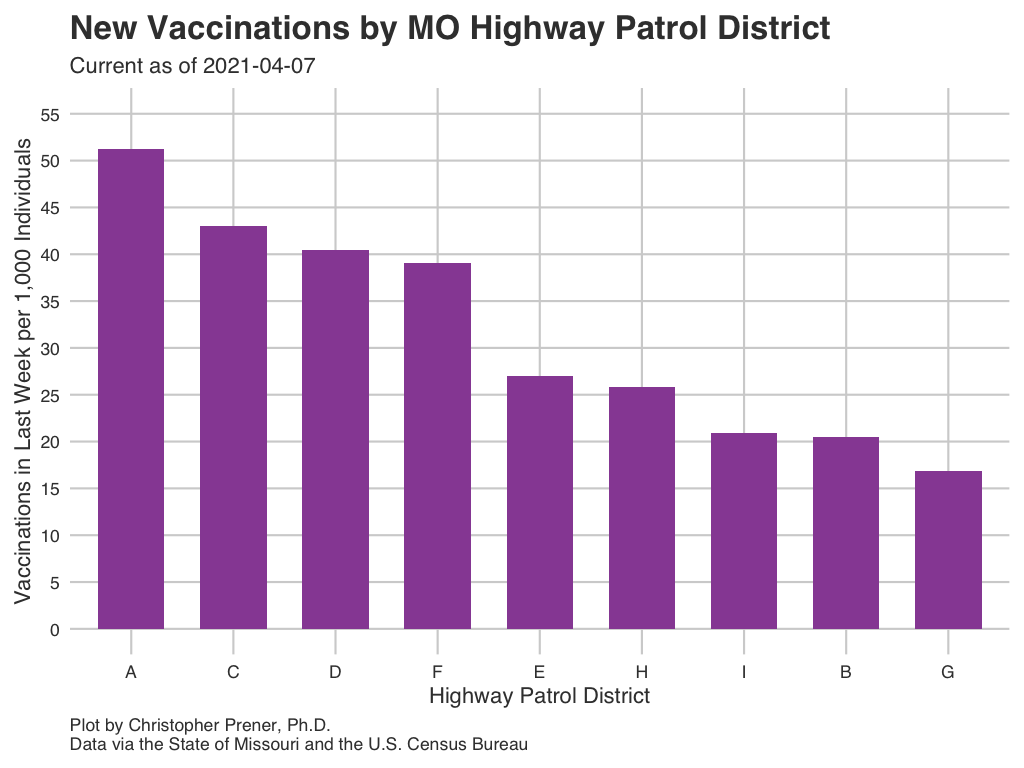 New Vaccinations by MO Highway Patrol District
Current as of 2021-04-07
Vaccinations in Last Week per 1,000 Individuals
55
50
45
40
35
30
25
20
15
10
5
0
A C D F E H I B G
Highway Patrol District
Plot by Christopher Prener, Ph.D.
Data via the State of Missouri and the U.S. Census Bureau